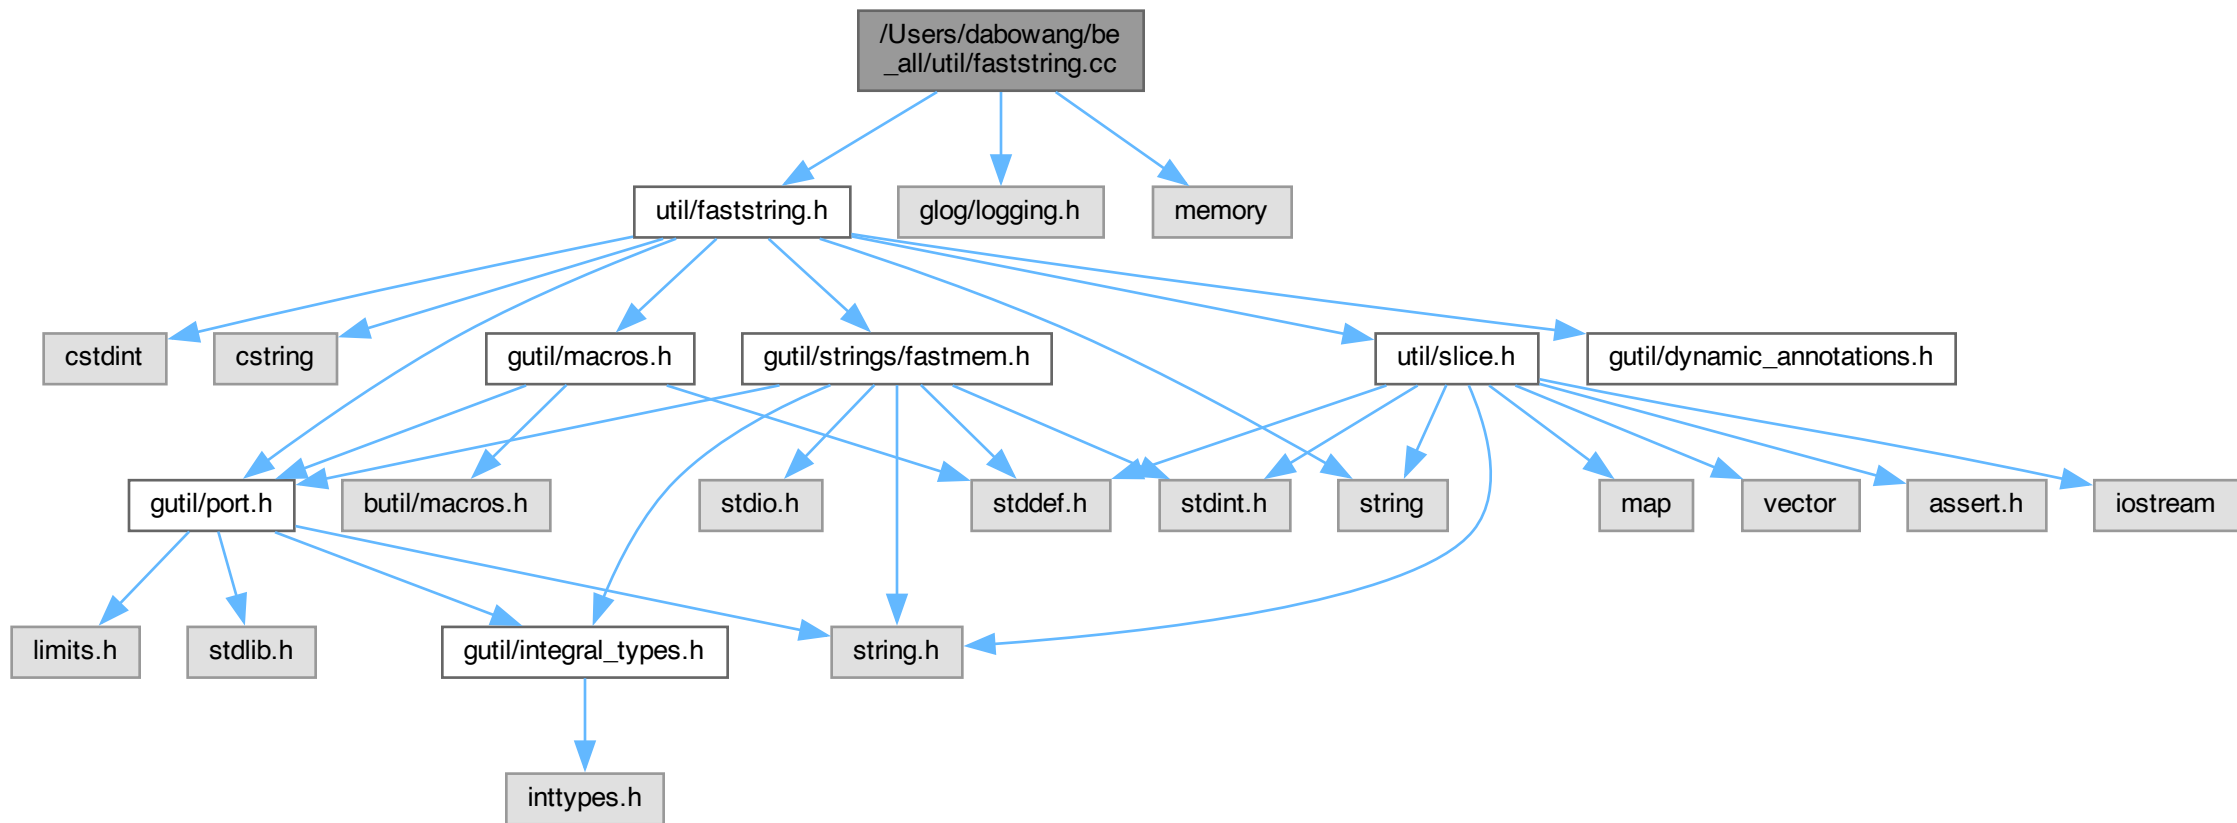 /Users/dabowang/be
_all/util/faststring.cc
util/faststring.h
glog/logging.h
memory
cstdint
cstring
gutil/macros.h
gutil/strings/fastmem.h
util/slice.h
gutil/dynamic_annotations.h
gutil/port.h
butil/macros.h
stdio.h
stddef.h
stdint.h
string
map
vector
assert.h
iostream
limits.h
stdlib.h
gutil/integral_types.h
string.h
inttypes.h